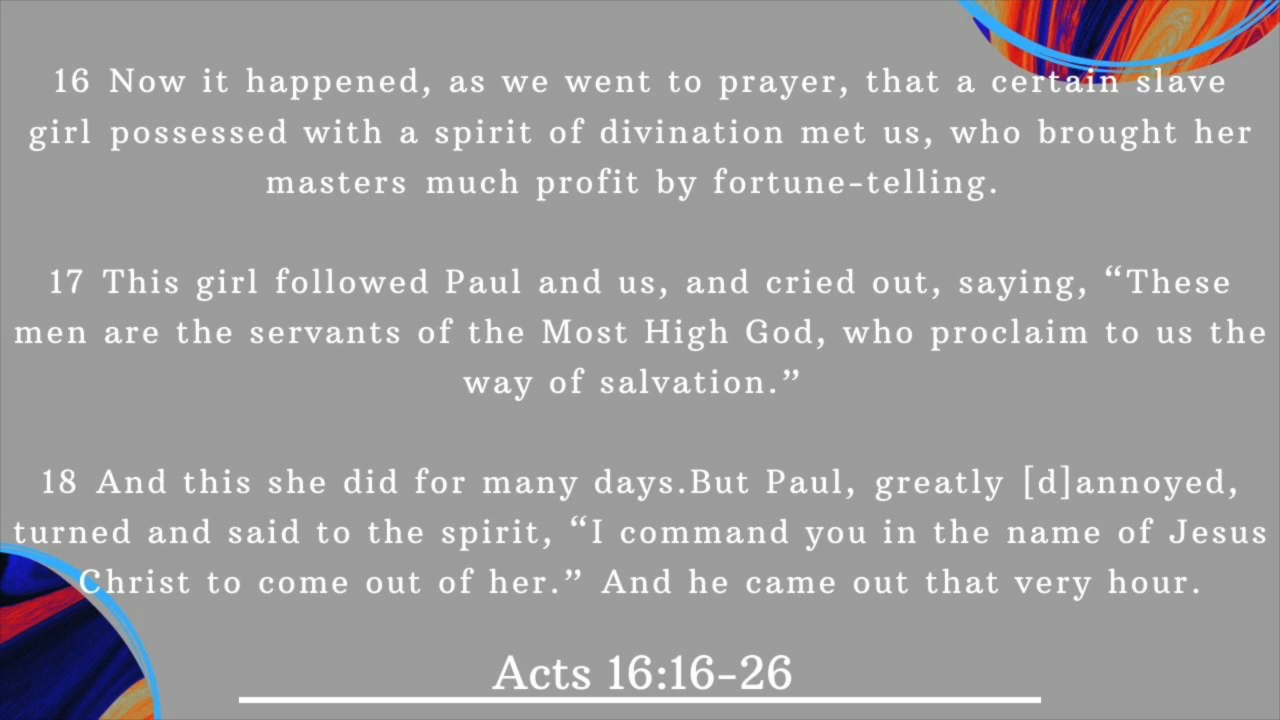 16 Now it happened, as we went to prayer, that a certain slave
girl possessed with a spirit of divination met us, who brought her
masters much profit by fortune-telling.
17 This girl followed Paul and us, and cried out, saying, “These
men are the servants of the Most High God, who proclaim to us the
way of salvation.”
18 And this she did for many days.But Paul, greatly [d]annoyed,
turned and said to the spirit, “I command you in the name of Jesus
Christ to come out of her.” And he came out that very hour.
Acts 16:16-26